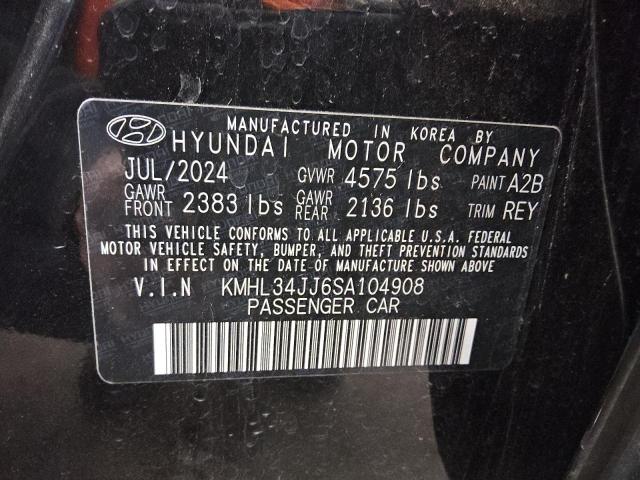 MANUFACTURED IN KOREA BY
HYUNDAI MOTOR COMPANY
JUL/2024 GVWR 4575 lbs PAINT A2B
GAWR FRONT 2383 lbs GAWR REAR 2136 lbs TRIM REY
THIS VEHICLE CONFORMS TO ALL APPLICABLE U.S.A. FEDERAL
MOTOR VEHICLE SAFETY, BUMPER, AND THEFT PREVENTION STANDARDS
IN EFFECT ON THE DATE OF MANUFACTURE SHOWN ABOVE
V.I.N KMHL34JJ6SA104908
PASSENGER CAR